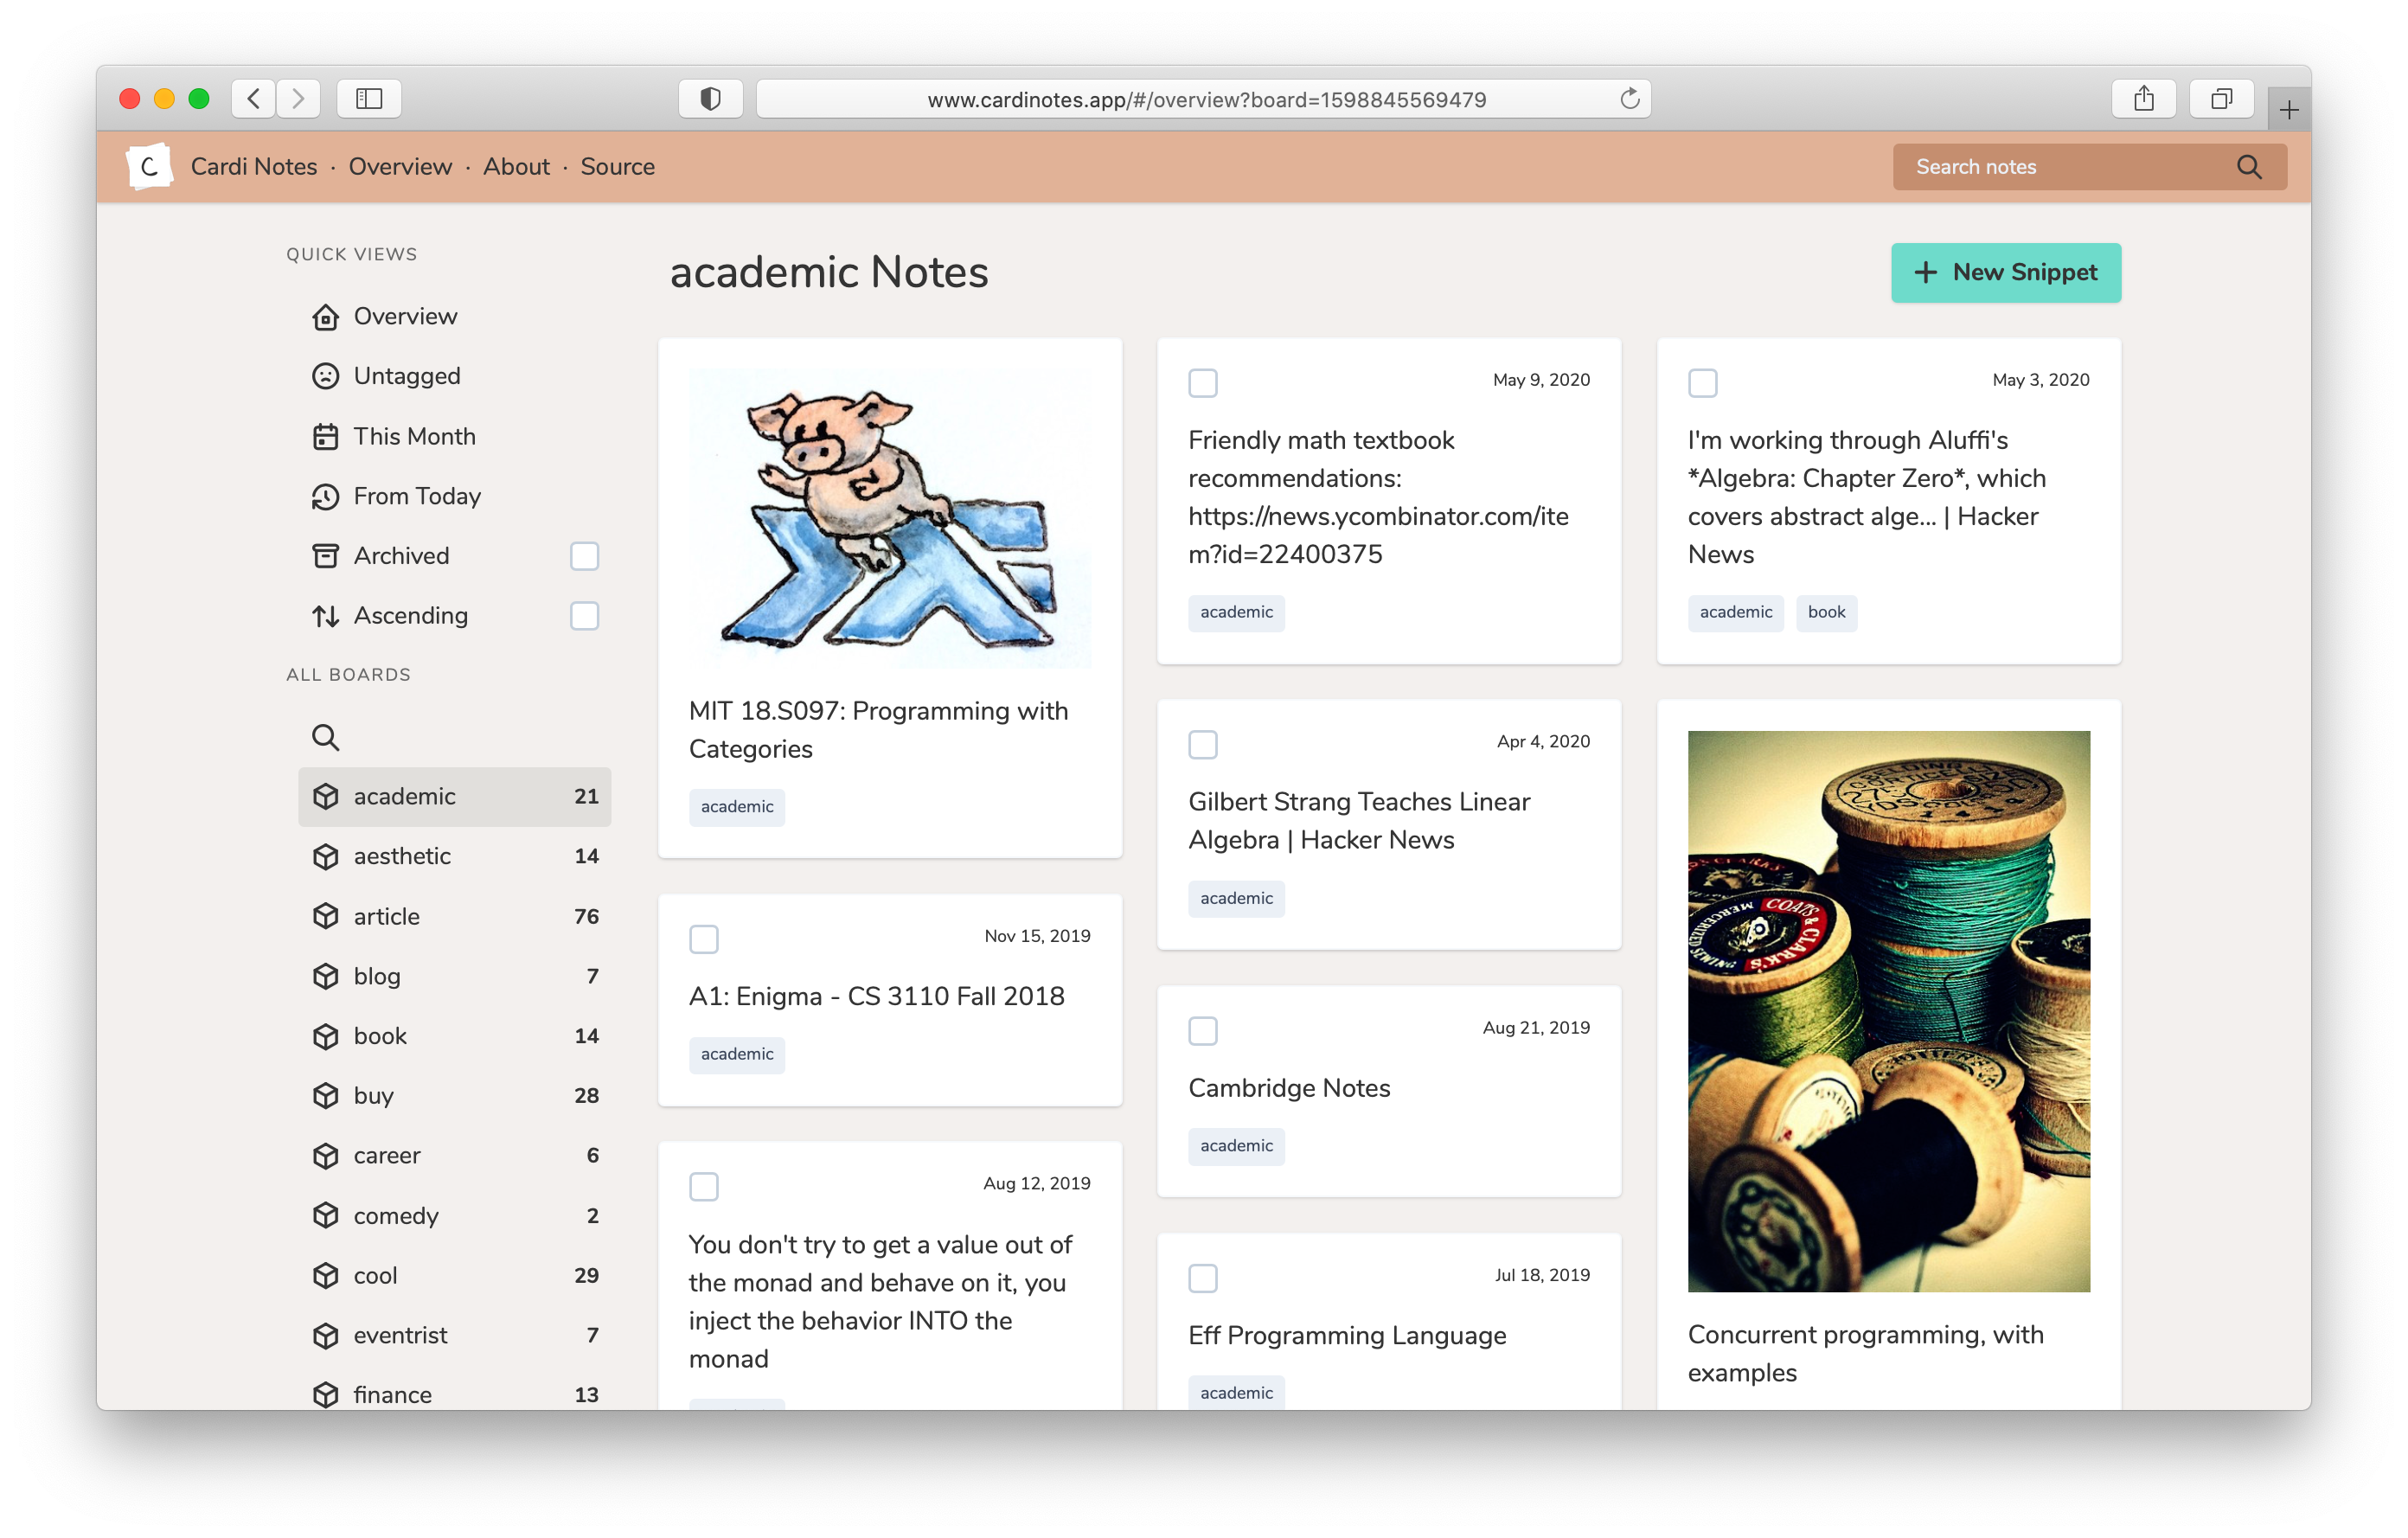 www.cardinotes.app/#/overview?board=1598845569479
C
Cardi Notes · Overview · About · Source
Search notes
QUICK VIEWS
Overview
Untagged
This Month
From Today
Archived
Ascending
ALL BOARDS
academic 21
aesthetic 14
article 76
blog 7
book 14
buy 28
career 6
comedy 2
cool 29
eventrist 7
finance 13
academic Notes
+ New Snippet
MIT 18.S097: Programming with
Categories
academic
Nov 15, 2019
A1: Enigma - CS 3110 Fall 2018
academic
Aug 12, 2019
You don't try to get a value out of
the monad and behave on it, you
inject the behavior INTO the
monad
May 9, 2020
Friendly math textbook
recommendations:
https://news.ycombinator.com/ite
m?id=22400375
academic
Apr 4, 2020
Gilbert Strang Teaches Linear
Algebra | Hacker News
academic
Aug 21, 2019
Cambridge Notes
academic
Jul 18, 2019
Eff Programming Language
academic
May 3, 2020
I'm working through Aluffi's
*Algebra: Chapter Zero*, which
covers abstract alge... | Hacker
News
academic book
COATS & CLARK'S
MERCERIZED SEWING
Concurrent programming, with
examples